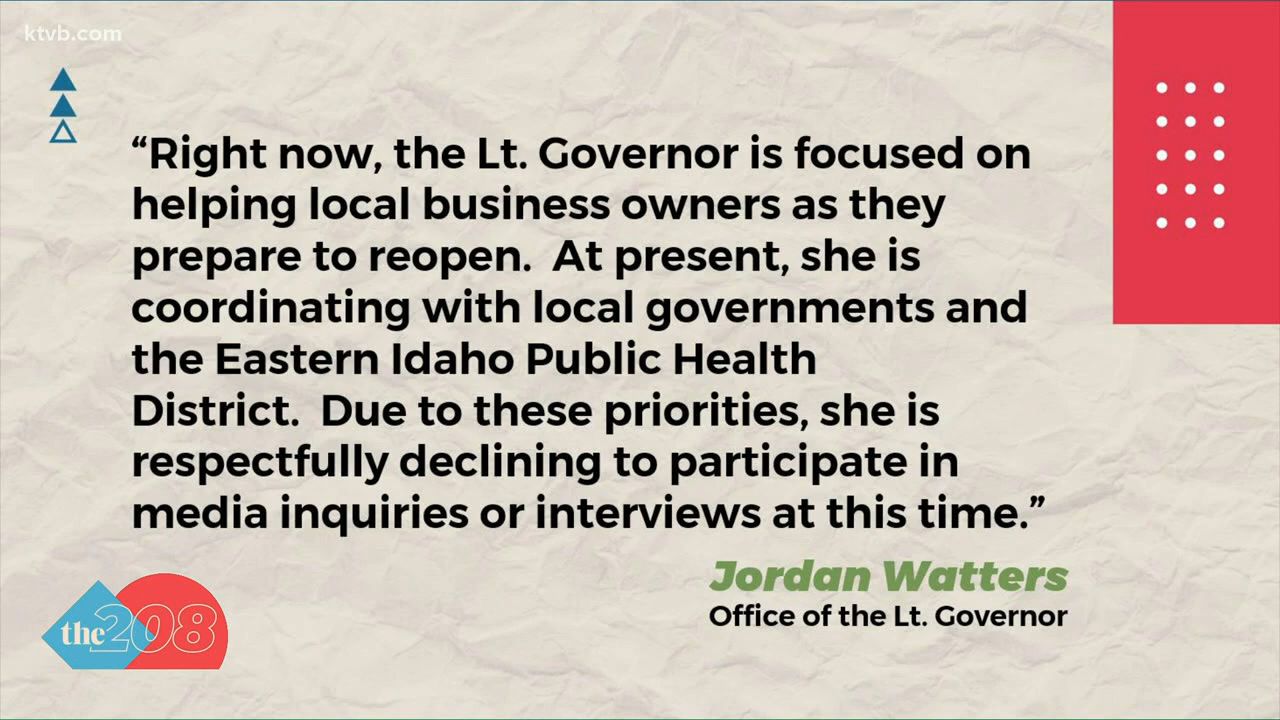 ktvb.com
“Right now, the Lt. Governor is focused on
helping local business owners as they
prepare to reopen.  At present, she is
coordinating with local governments and
the Eastern Idaho Public Health
District.  Due to these priorities, she is
respectfully declining to participate in
media inquiries or interviews at this time.”
Jordan Watters
Office of the Lt. Governor
the208